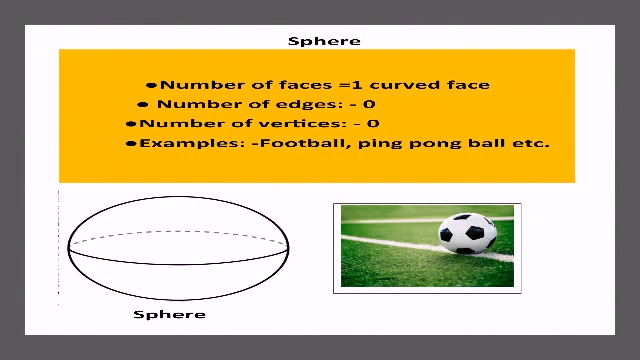 Sphere
●Number of faces =1 curved face
● Number of edges: - 0
●Number of vertices: - 0
●Examples: -Football, ping pong ball etc.
Sphere